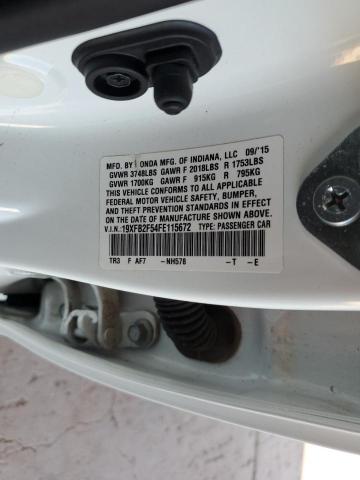 MFD. BY HONDA MFG. OF INDIANA, LLC 09/'15
GVWR 3748LBS GAWR F 2018LBS R 1753LBS
GVWR 1700KG GAWR F 915KG R 795KG
THIS VEHICLE CONFORMS TO ALL APPLICABLE
FEDERAL MOTOR VEHICLE SAFETY, BUMPER,
AND THEFT PREVENTION STANDARDS IN
EFFECT ON THE DATE OF MANUFACTURE SHOWN ABOVE.
V.I.N.:19XFB2F54FE115672 TYPE: PASSENGER CAR
TR3 F AF7 -NH578 -T -E